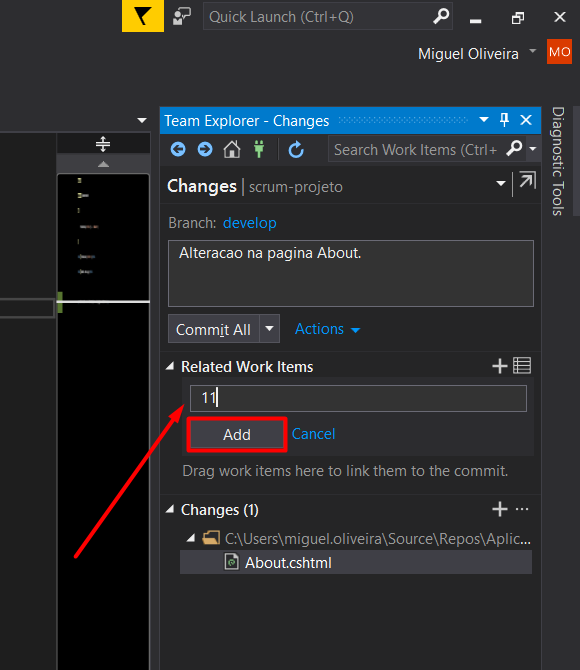 Quick Launch (Ctrl+Q)
Miguel Oliveira
MO
Team Explorer - Changes
Search Work Items (Ctrl+
Changes | scrum-projeto
Branch: develop
Alteracao na pagina About.
Commit All
Actions
Related Work Items
11
Add
Cancel
Drag work items here to link them to the commit.
Changes (1)
C:\Users\miguel.oliveira\Source\Repos\Aplic...
About.cshtml
Diagnostic Tools